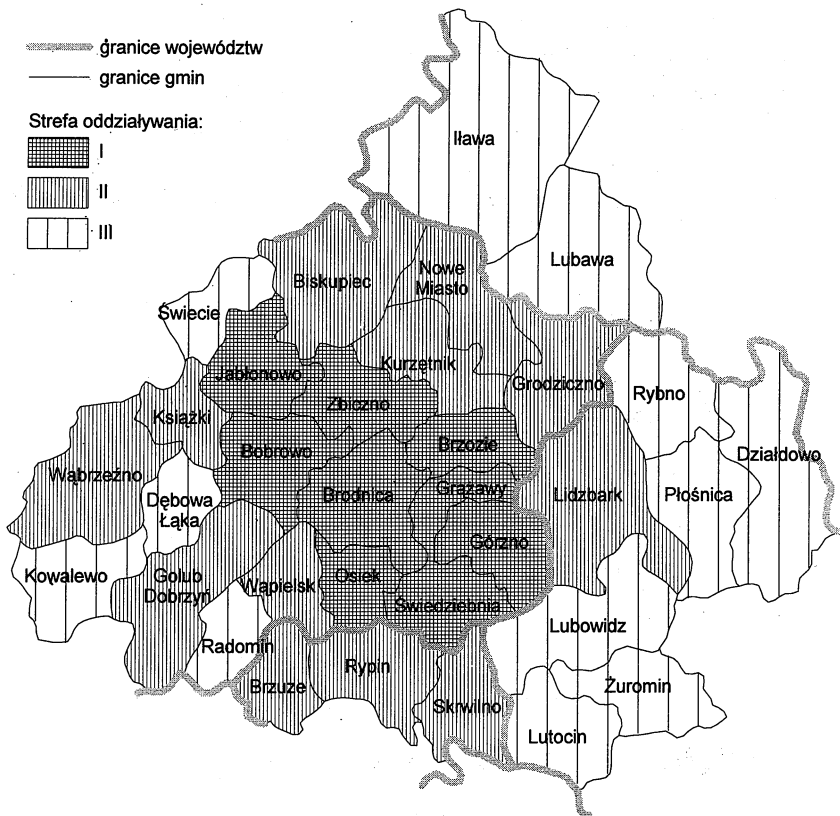 granice województw
granice gmin
Strefa oddziaływania:
I
II
III
Iława
Lubawa
Nowe
Miasto
Biskupiec
Świecie
Kurzętnik
Jabłonowo
Grodziczno
Rybno
Zbiczno
Książki
Działdowo
Bobrowo
Brzozie
Wąbrzeźno
Grązawy
Lidzbark
Płośnica
Brodnica
Dębowa
Łąka
Górzno
Kowalewo
Golub
Dobrzyń
Wąpielsk
Osiek
Świedziebnia
Lubowidz
Radomin
Rypin
Brzuze
Żuromin
Skrwilno
Lutocin